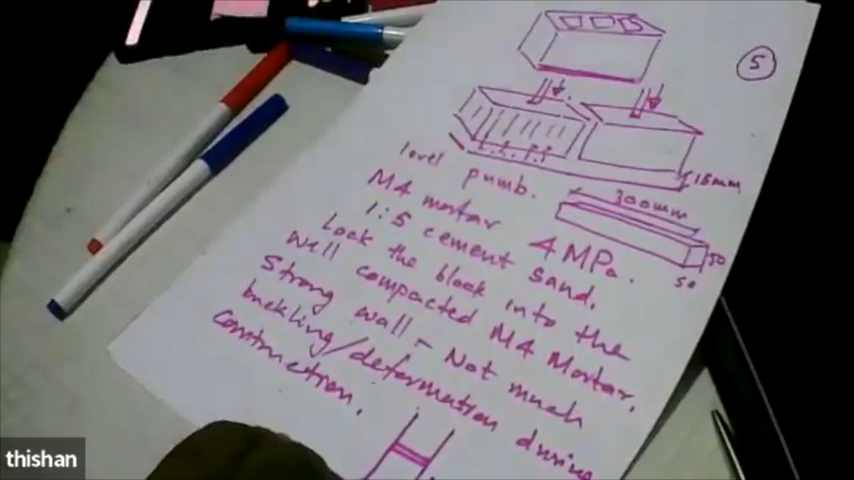 5
15mm
level pumb.
300mm
50
50
M4 mortar 4MPa.
1:5 cement sand.
Lock the block into the
well compacted M4 Mortar.
Strong wall - Not much
buckling/deformation during
Construction.
thishan